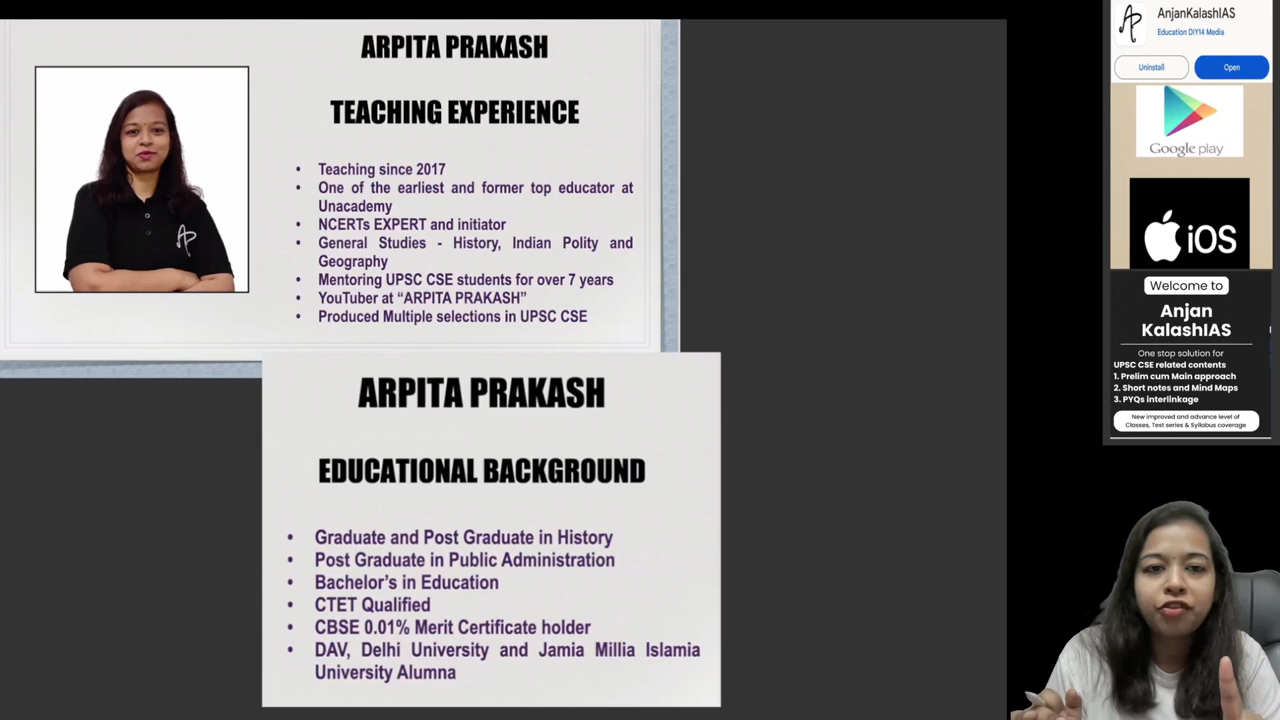 ARPITA PRAKASH
TEACHING EXPERIENCE
• Teaching since 2017
• One of the earliest and former top educator at
Unacademy
• NCERTs EXPERT and initiator
• General Studies - History, Indian Polity and
Geography
• Mentoring UPSC CSE students for over 7 years
• YouTuber at “ARPITA PRAKASH”
• Produced Multiple selections in UPSC CSE
AP
ARPITA PRAKASH
EDUCATIONAL BACKGROUND
• Graduate and Post Graduate in History
• Post Graduate in Public Administration
• Bachelor’s in Education
• CTET Qualified
• CBSE 0.01% Merit Certificate holder
• DAV, Delhi University and Jamia Millia Islamia
University Alumna
AP
AnjanKalashIAS
Education DIY14 Media
Uninstall
Open
Google play
iOS
Welcome to
Anjan
KalashIAS
One stop solution for
UPSC CSE related contents
1. Prelim cum Main approach
2. Short notes and Mind Maps
3. PYQs interlinkage
New improved and advance level of
Classes, Test series & Syllabus coverage